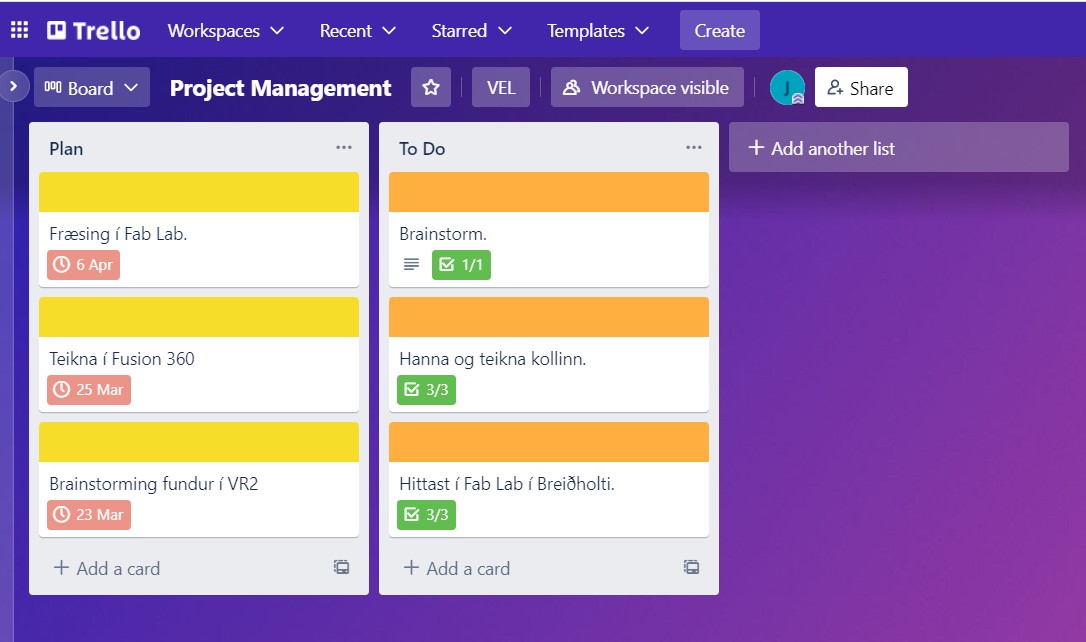 Trello Workspaces Recent Starred Templates Create
Board Project Management VEL Workspace visible J Share
Plan
Fræsing í Fab Lab.
6 Apr
Teikna í Fusion 360
25 Mar
Brainstorming fundur í VR2
23 Mar
+ Add a card
To Do
Brainstorm.
1/1
Hanna og teikna kollinn.
3/3
Hittast í Fab Lab í Breiðholti.
3/3
+ Add a card
+ Add another list